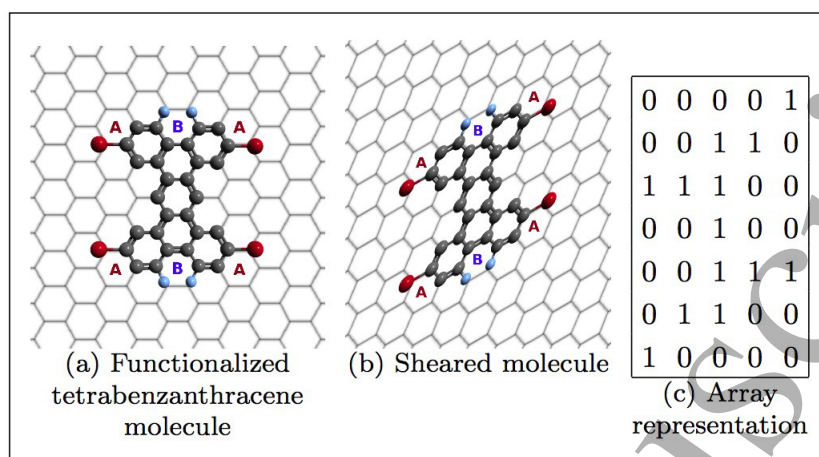 A B A
A B A
A
B
A
A
B
A
0 0 0 0 1
0 0 1 1 0
1 1 1 0 0
0 0 1 0 0
0 0 1 1 1
0 1 1 0 0
1 0 0 0 0
(a) Functionalized
tetrabenzanthracene
molecule
(b) Sheared molecule
(c) Array
representation